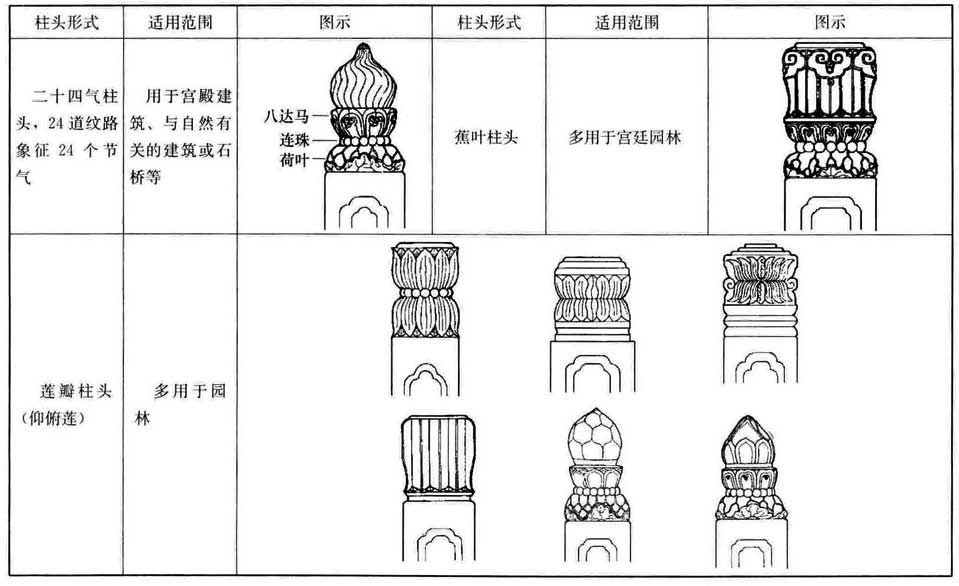 柱头形式 适用范围 图示 柱头形式 适用范围 图示
二十四气柱
头，24 道纹路
象征 24 个节
气
用于宫殿建
筑、与自然有
关的建筑或石
桥等
八达马
连珠
荷叶
蕉叶柱头
多用于宫廷园林
莲瓣柱头
（仰俯莲）
多用于园
林